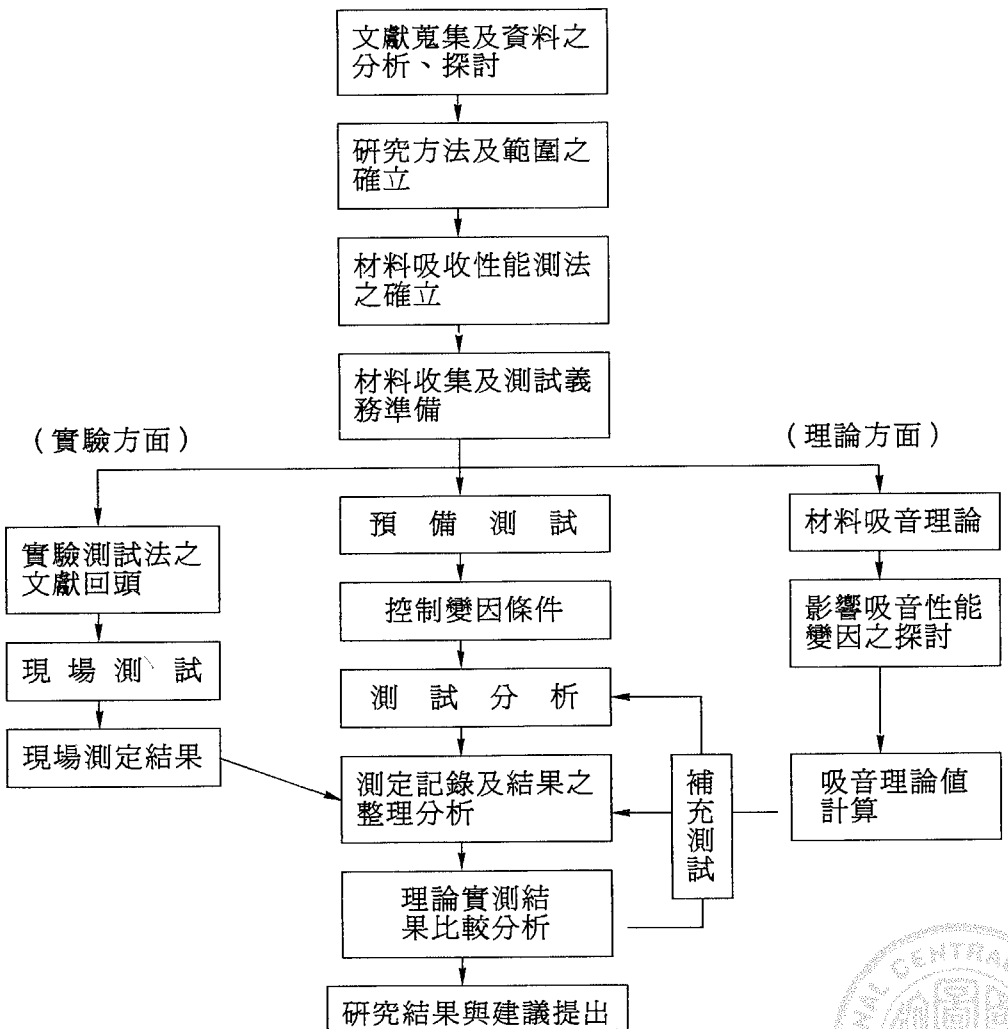 文獻蒐集及資料之
分析、探討
研究方法及範圍之
確立
材料吸收性能測法
之確立
材料收集及測試義
務準備
（實驗方面）
（理論方面）
實驗測試法之
文獻回頭
現場測試
現場測定結果
預備測試
控制變因條件
測試分析
測定記錄及結果之
整理分析
理論實測結
果比較分析
研究結果與建議提出
補充測試
材料吸音理論
影響吸音性能
變因之探討
吸音理論值
計算
NAL CENTRA